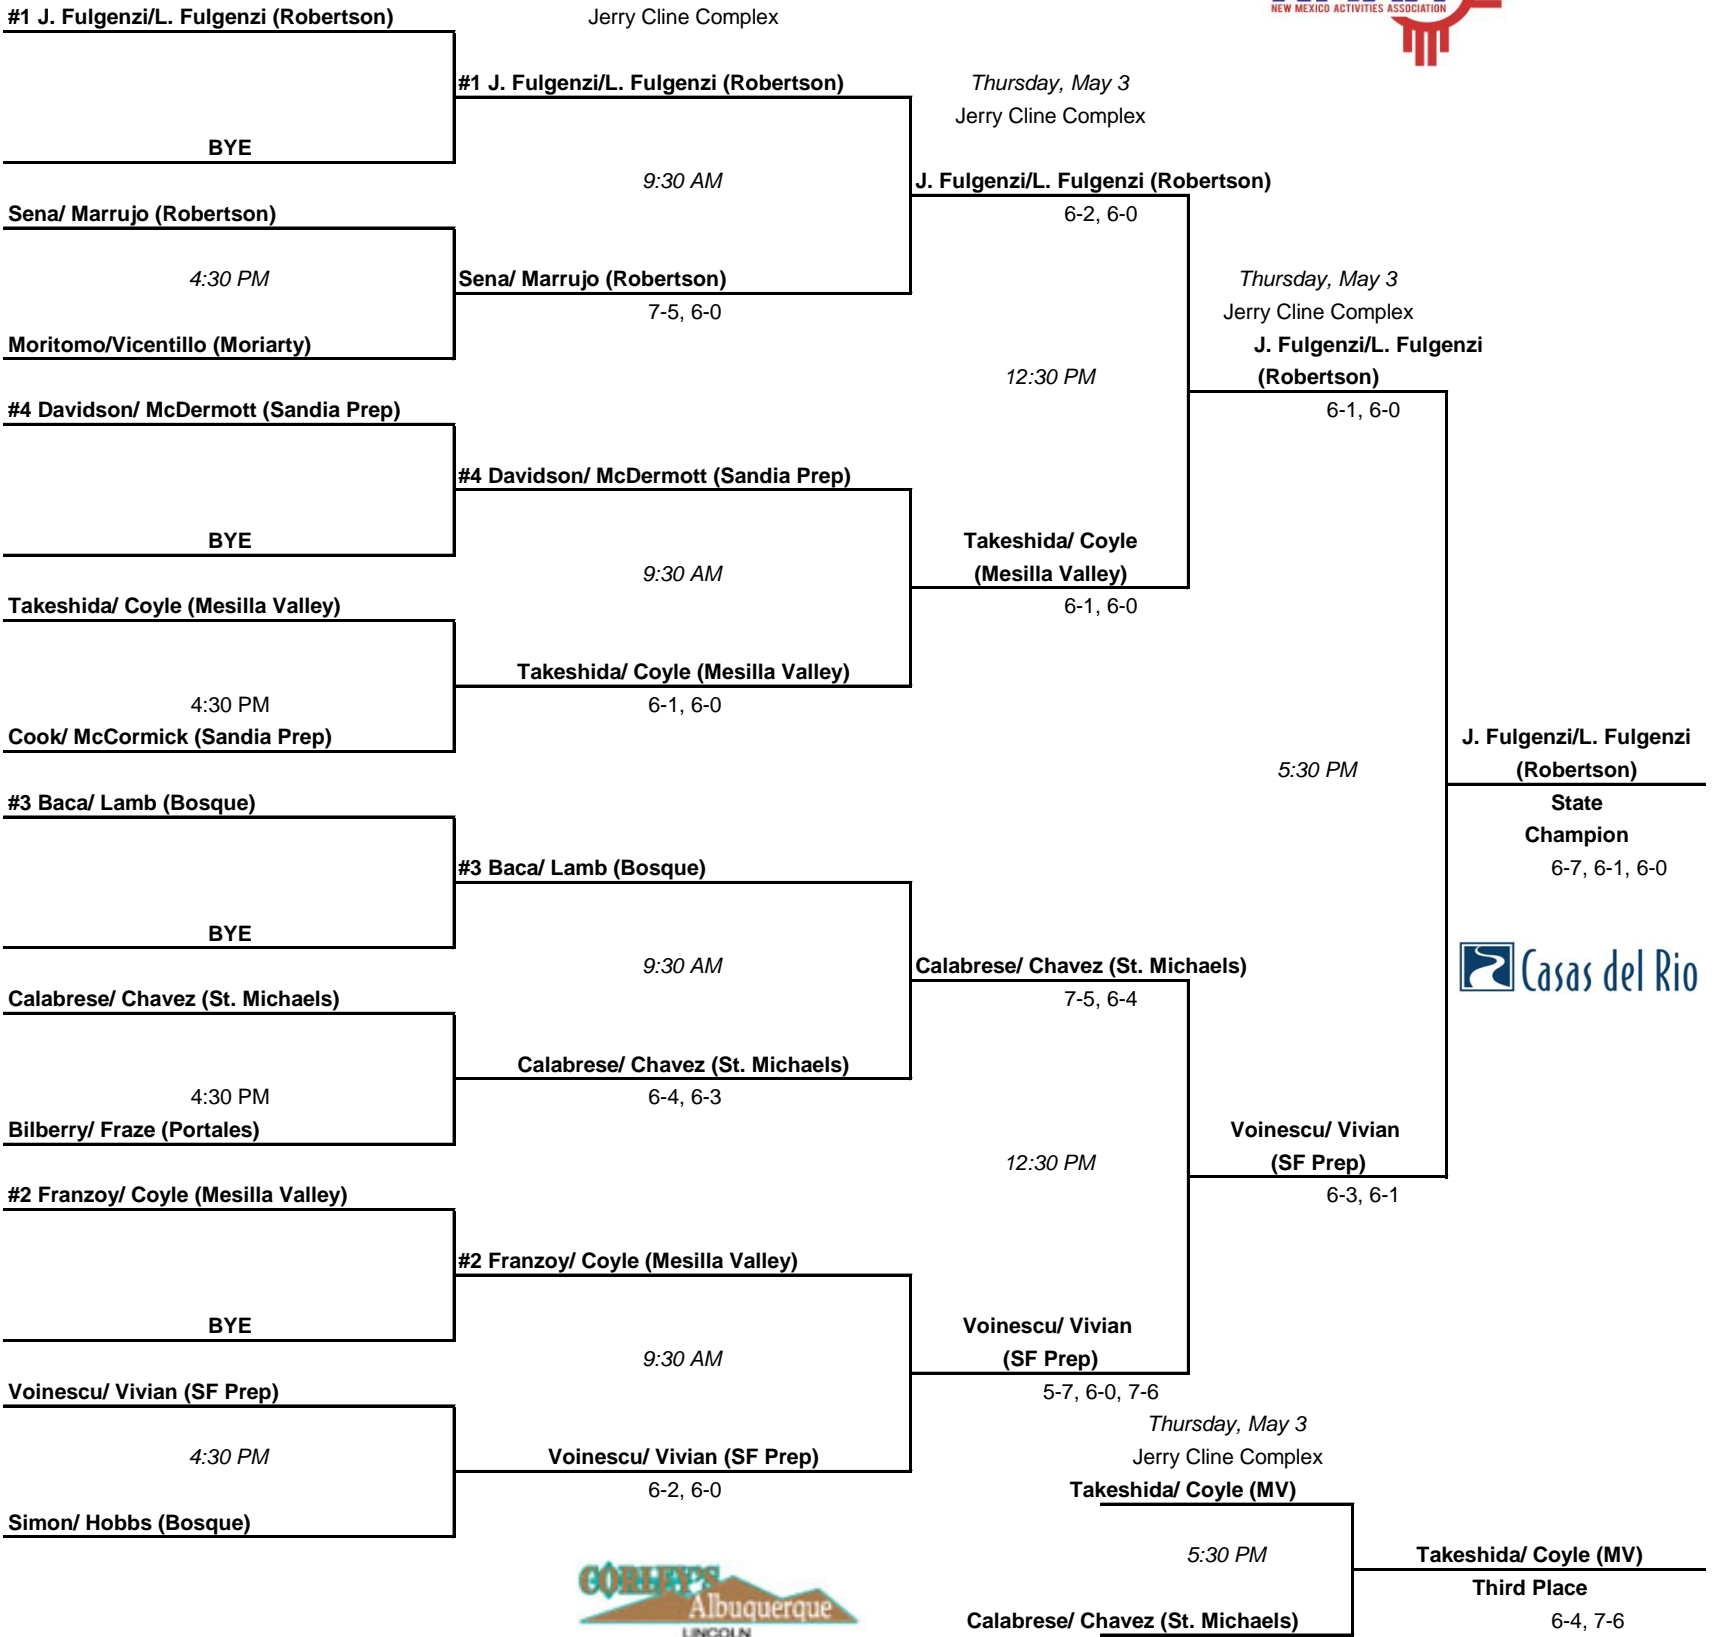 #1 J. Fulgenzi/L. Fulgenzi (Robertson)
Jerry Cline Complex
NEW MEXICO ACTIVITIES ASSOCIATION
#1 J. Fulgenzi/L. Fulgenzi (Robertson)
Thursday, May 3
Jerry Cline Complex
BYE
9:30 AM
J. Fulgenzi/L. Fulgenzi (Robertson)
Sena/ Marrujo (Robertson)
6-2, 6-0
4:30 PM
Sena/ Marrujo (Robertson)
Thursday, May 3
7-5, 6-0
Jerry Cline Complex
Moritomo/Vicentillo (Moriarty)
J. Fulgenzi/L. Fulgenzi
12:30 PM
(Robertson)
#4 Davidson/ McDermott (Sandia Prep)
6-1, 6-0
#4 Davidson/ McDermott (Sandia Prep)
BYE
Takeshida/ Coyle
9:30 AM
(Mesilla Valley)
Takeshida/ Coyle (Mesilla Valley)
6-1, 6-0
Takeshida/ Coyle (Mesilla Valley)
4:30 PM
6-1, 6-0
Cook/ McCormick (Sandia Prep)
J. Fulgenzi/L. Fulgenzi
5:30 PM
(Robertson)
#3 Baca/ Lamb (Bosque)
State
Champion
#3 Baca/ Lamb (Bosque)
6-7, 6-1, 6-0
BYE
9:30 AM
Calabrese/ Chavez (St. Michaels)
Casas del Rio
Calabrese/ Chavez (St. Michaels)
7-5, 6-4
Calabrese/ Chavez (St. Michaels)
4:30 PM
6-4, 6-3
Bilberry/ Fraze (Portales)
Voinescu/ Vivian
12:30 PM
(SF Prep)
#2 Franzoy/ Coyle (Mesilla Valley)
6-3, 6-1
#2 Franzoy/ Coyle (Mesilla Valley)
BYE
Voinescu/ Vivian
9:30 AM
(SF Prep)
Voinescu/ Vivian (SF Prep)
5-7, 6-0, 7-6
Thursday, May 3
4:30 PM
Voinescu/ Vivian (SF Prep)
Jerry Cline Complex
6-2, 6-0
Takeshida/ Coyle (MV)
Simon/ Hobbs (Bosque)
5:30 PM
Takeshida/ Coyle (MV)
CORLEY'S
Third Place
Albuquerque
Calabrese/ Chavez (St. Michaels)
6-4, 7-6
LINCOLN